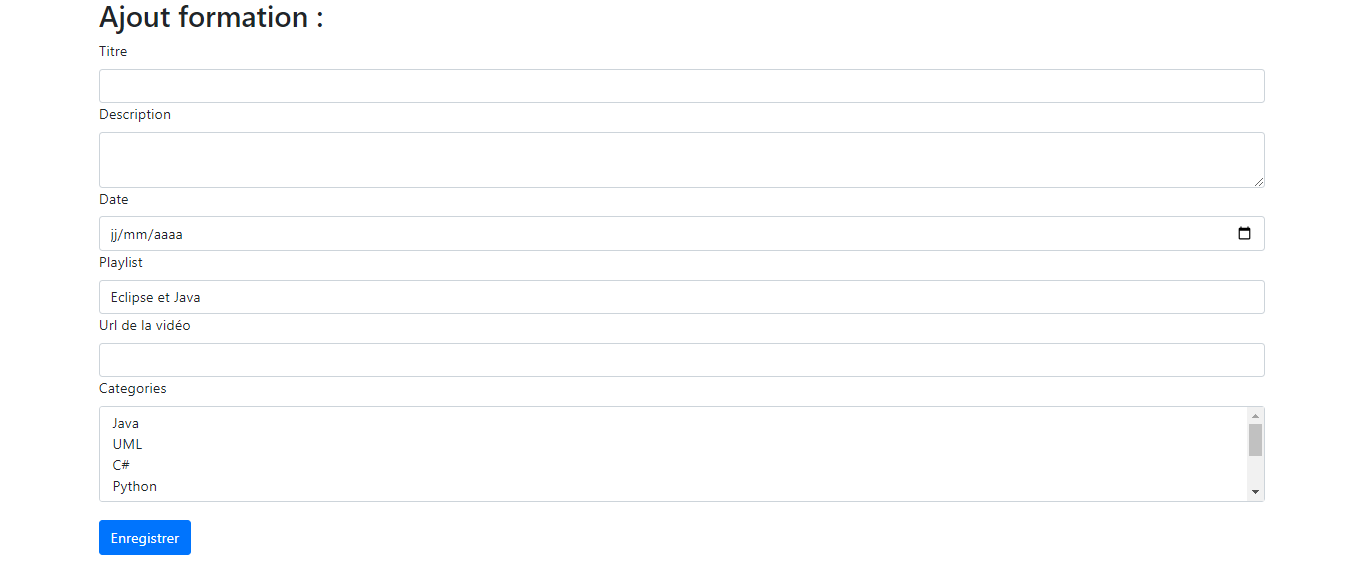 Ajout formation :
Titre
Description
Date
jj/mm/aaaa
Playlist
Eclipse et Java
Url de la vidéo
Categories
Java
UML
C#
Python
Enregistrer